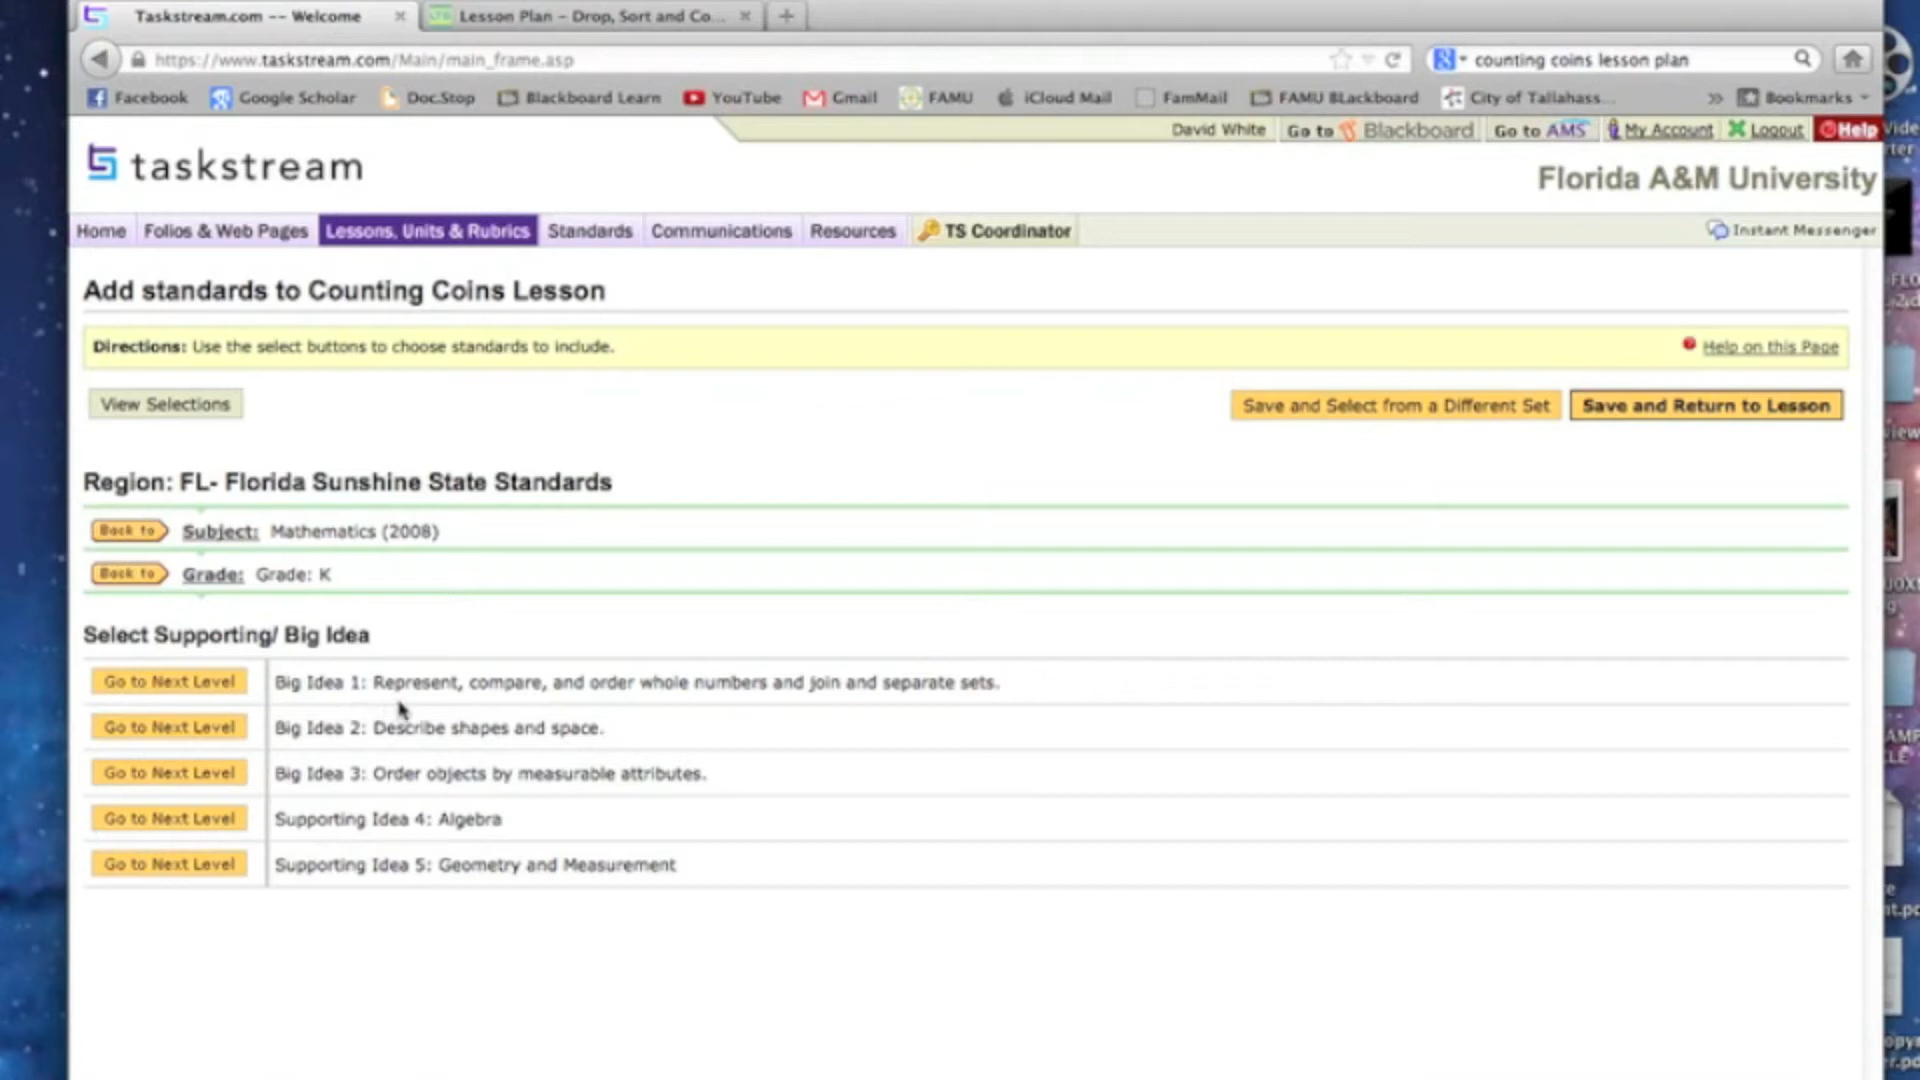 Taskstream.com -- Welcome
Lesson Plan - Drop, Sort and Co...
https://www.taskstream.com/Main/main_frame.asp
counting coins lesson plan
Facebook
Google Scholar
Doc.Stop
Blackboard Learn
YouTube
Gmail
FAMU
iCloud Mail
FamMail
FAMU BLackboard
City of Tallahass...
Bookmarks
David White
Go to Blackboard
Go to AMS
My Account
Logout
Help
taskstream
Florida A&M University
Home
Folios & Web Pages
Lessons, Units & Rubrics
Standards
Communications
Resources
TS Coordinator
Instant Messenger
Add standards to Counting Coins Lesson
Directions: Use the select buttons to choose standards to include.
Help on this Page
View Selections
Save and Select from a Different Set
Save and Return to Lesson
Region: FL- Florida Sunshine State Standards
Back to Subject: Mathematics (2008)
Back to Grade: Grade: K
Select Supporting/ Big Idea
Go to Next Level Big Idea 1: Represent, compare, and order whole numbers and join and separate sets.
Go to Next Level Big Idea 2: Describe shapes and space.
Go to Next Level Big Idea 3: Order objects by measurable attributes.
Go to Next Level Supporting Idea 4: Algebra
Go to Next Level Supporting Idea 5: Geometry and Measurement